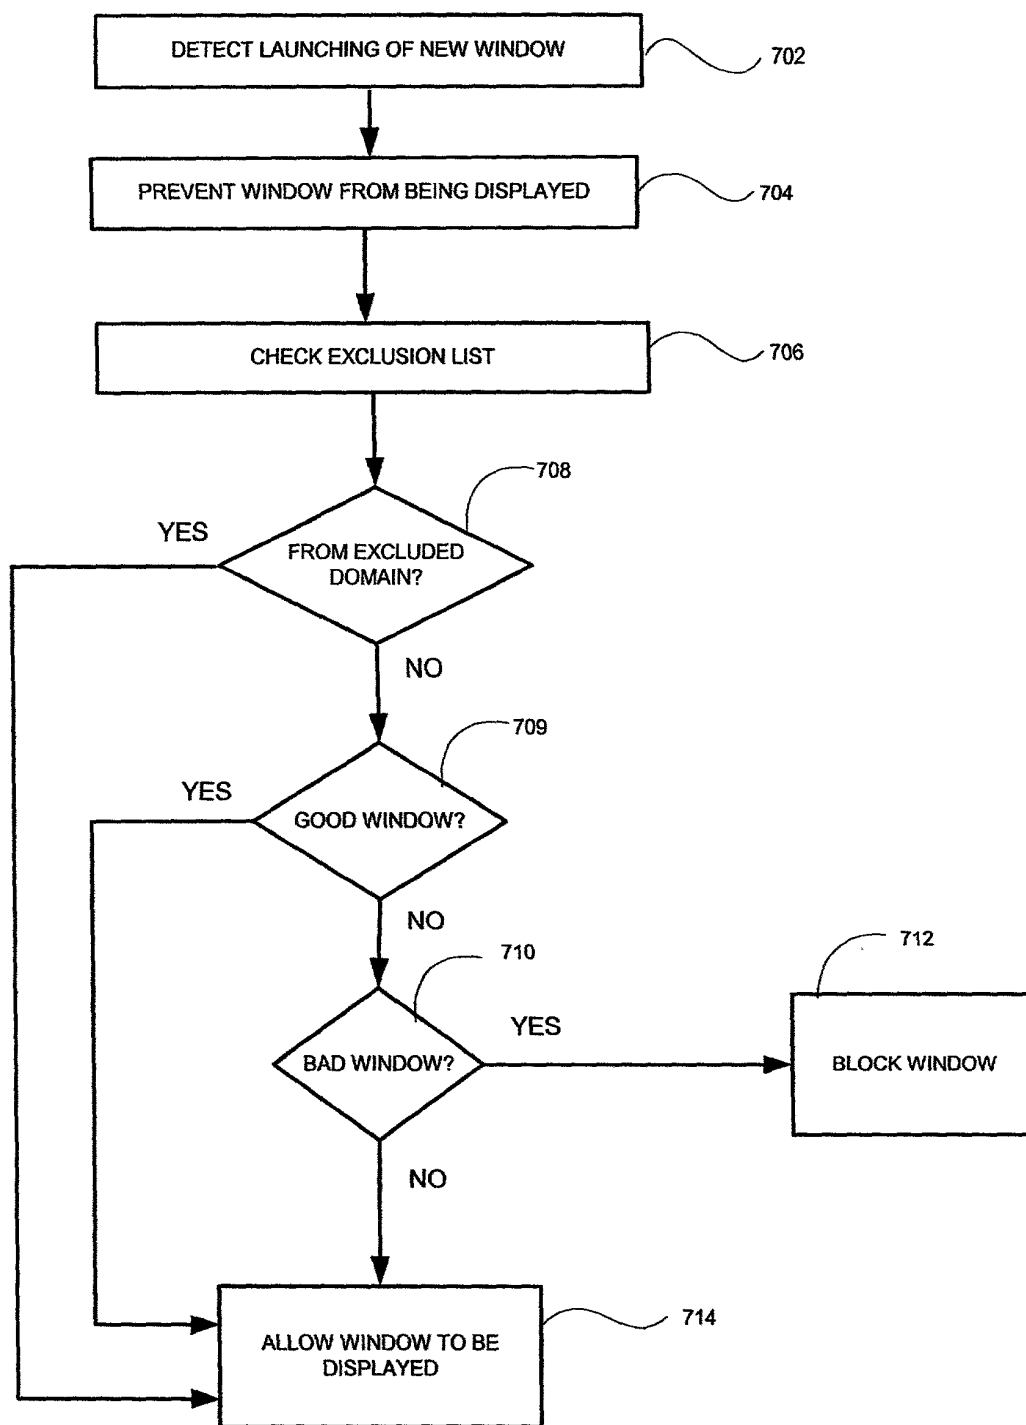 DETECT LAUNCHING OF NEW WINDOW
702
PREVENT WINDOW FROM BEING DISPLAYED
704
CHECK EXCLUSION LIST
706
708
YES
FROM EXCLUDED
DOMAIN?
NO
709
YES
GOOD WINDOW?
NO
710
712
YES
BAD WINDOW?
BLOCK WINDOW
NO
714
ALLOW WINDOW TO BE
DISPLAYED